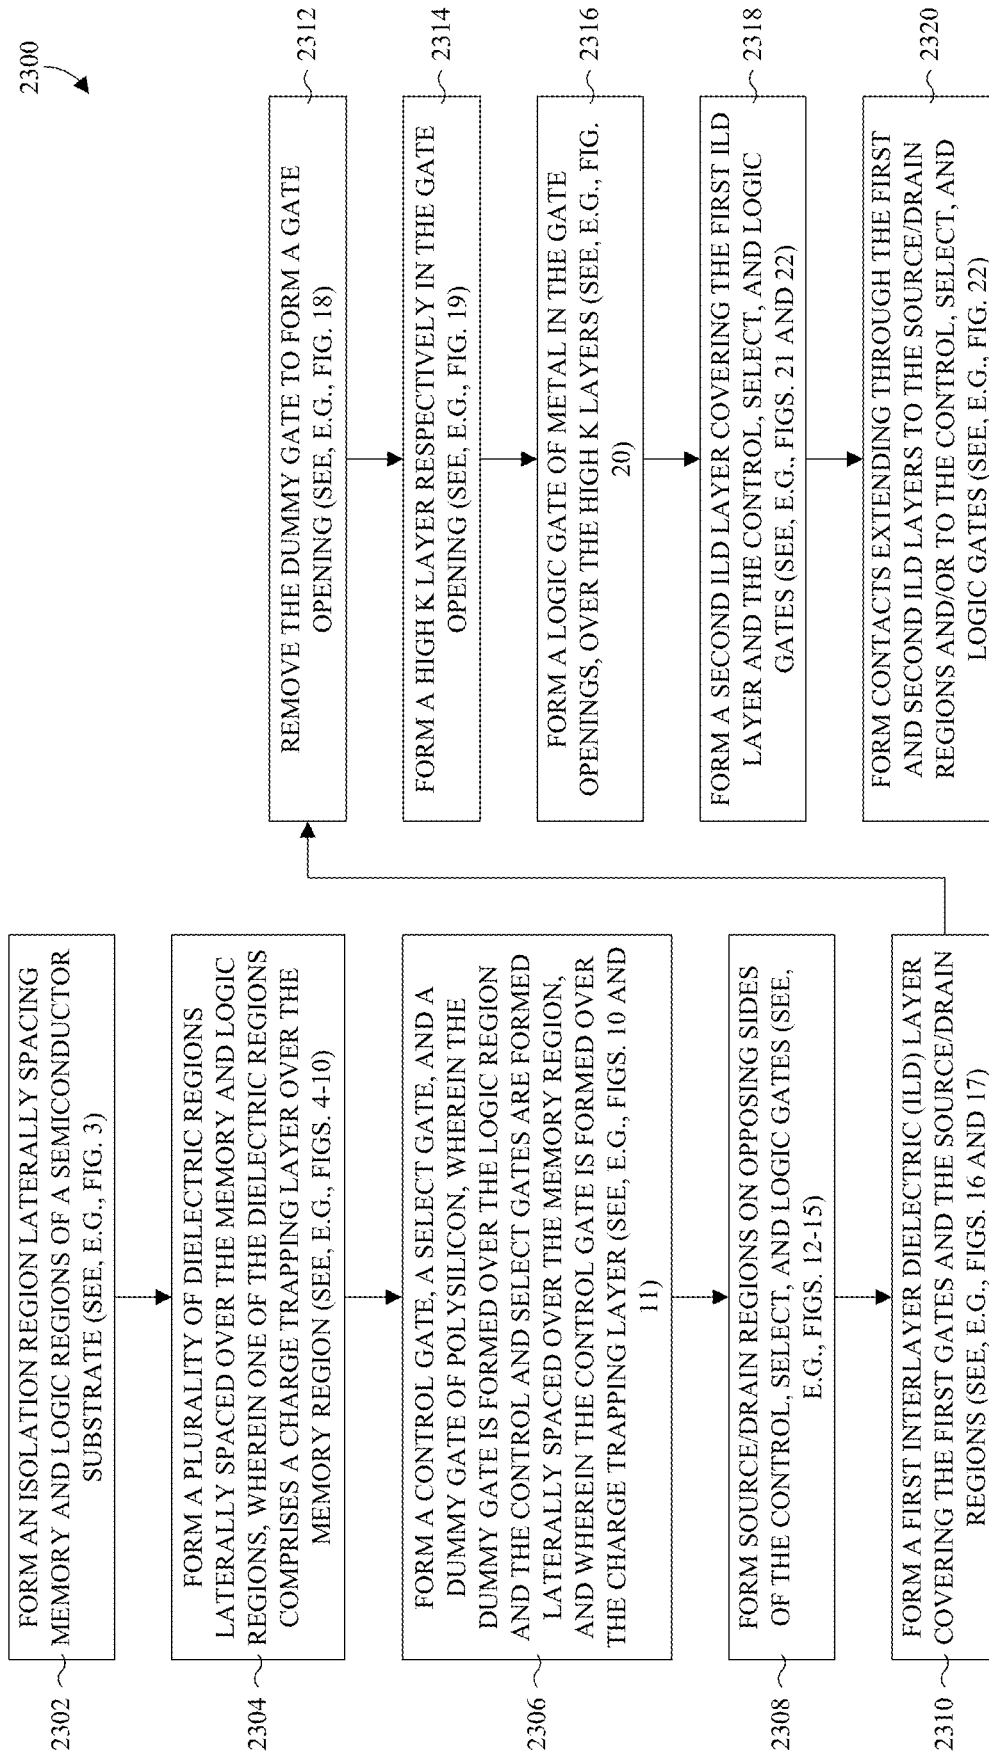 2300
2302
FORM AN ISOLATION REGION LATERALLY SPACING
MEMORY AND LOGIC REGIONS OF A SEMICONDUCTOR
SUBSTRATE (SEE, E.G., FIG. 3)
2304
FORM A PLURALITY OF DIELECTRIC REGIONS
LATERALLY SPACED OVER THE MEMORY AND LOGIC
REGIONS, WHEREIN ONE OF THE DIELECTRIC REGIONS
COMPRISES A CHARGE TRAPPING LAYER OVER THE
MEMORY REGION (SEE, E.G., FIGS. 4-10)
2306
FORM A CONTROL GATE, A SELECT GATE, AND A
DUMMY GATE OF POLYSILICON, WHEREIN THE
DUMMY GATE IS FORMED OVER THE LOGIC REGION
AND THE CONTROL AND SELECT GATES ARE FORMED
LATERALLY SPACED OVER THE MEMORY REGION,
AND WHEREIN THE CONTROL GATE IS FORMED OVER
THE CHARGE TRAPPING LAYER (SEE, E.G., FIGS. 10 AND
11)
2308
FORM SOURCE/DRAIN REGIONS ON OPPOSING SIDES
OF THE CONTROL, SELECT, AND LOGIC GATES (SEE,
E.G., FIGS. 12-15)
2310
FORM A FIRST INTERLAYER DIELECTRIC (ILD) LAYER
COVERING THE FIRST GATES AND THE SOURCE/DRAIN
REGIONS (SEE, E.G., FIGS. 16 AND 17)
2312
REMOVE THE DUMMY GATE TO FORM A GATE
OPENING (SEE, E.G., FIG. 18)
2314
FORM A HIGH K LAYER RESPECTIVELY IN THE GATE
OPENING (SEE, E.G., FIG. 19)
2316
FORM A LOGIC GATE OF METAL IN THE GATE
OPENINGS, OVER THE HIGH K LAYERS (SEE, E.G., FIG.
20)
2318
FORM A SECOND ILD LAYER COVERING THE FIRST ILD
LAYER AND THE CONTROL, SELECT, AND LOGIC
GATES (SEE, E.G., FIGS. 21 AND 22)
2320
FORM CONTACTS EXTENDING THROUGH THE FIRST
AND SECOND ILD LAYERS TO THE SOURCE/DRAIN
REGIONS AND/OR TO THE CONTROL, SELECT, AND
LOGIC GATES (SEE, E.G., FIG. 22)